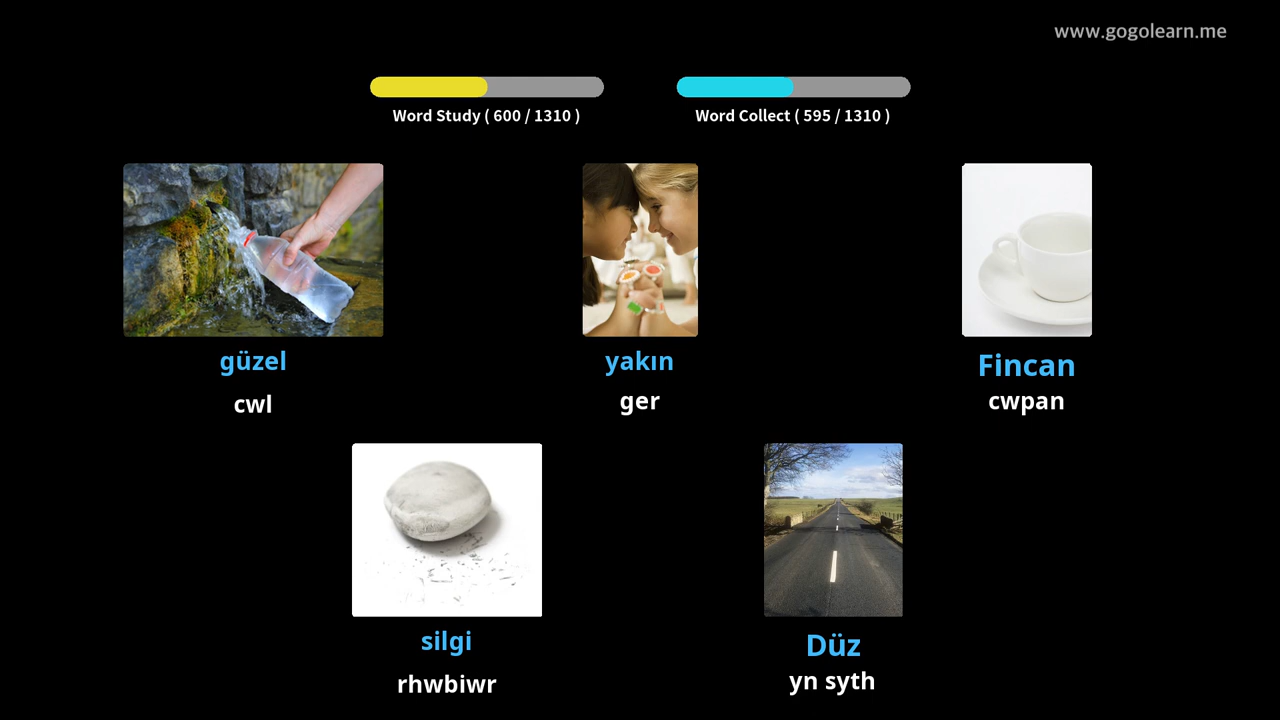 www.gogolearn.me
Word Study ( 600 / 1310 )
Word Collect ( 595 / 1310 )
güzel
cwl
yakın
ger
Fincan
cwpan
silgi
rhwbiwr
Düz
yn syth